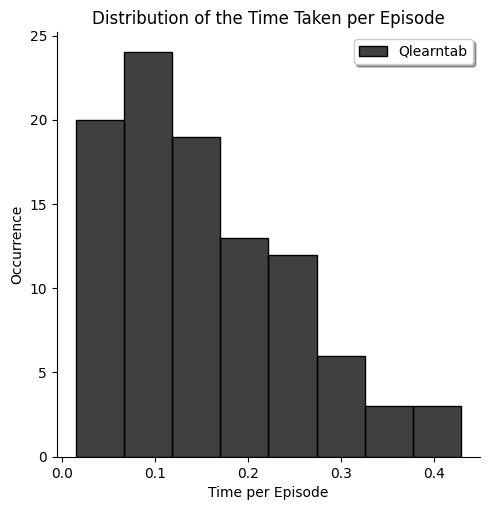 Distribution of the Time Taken per Episode
Qlearntab
25
20
15
10
5
0
Occurrence
0.0 0.1 0.2 0.3 0.4
Time per Episode